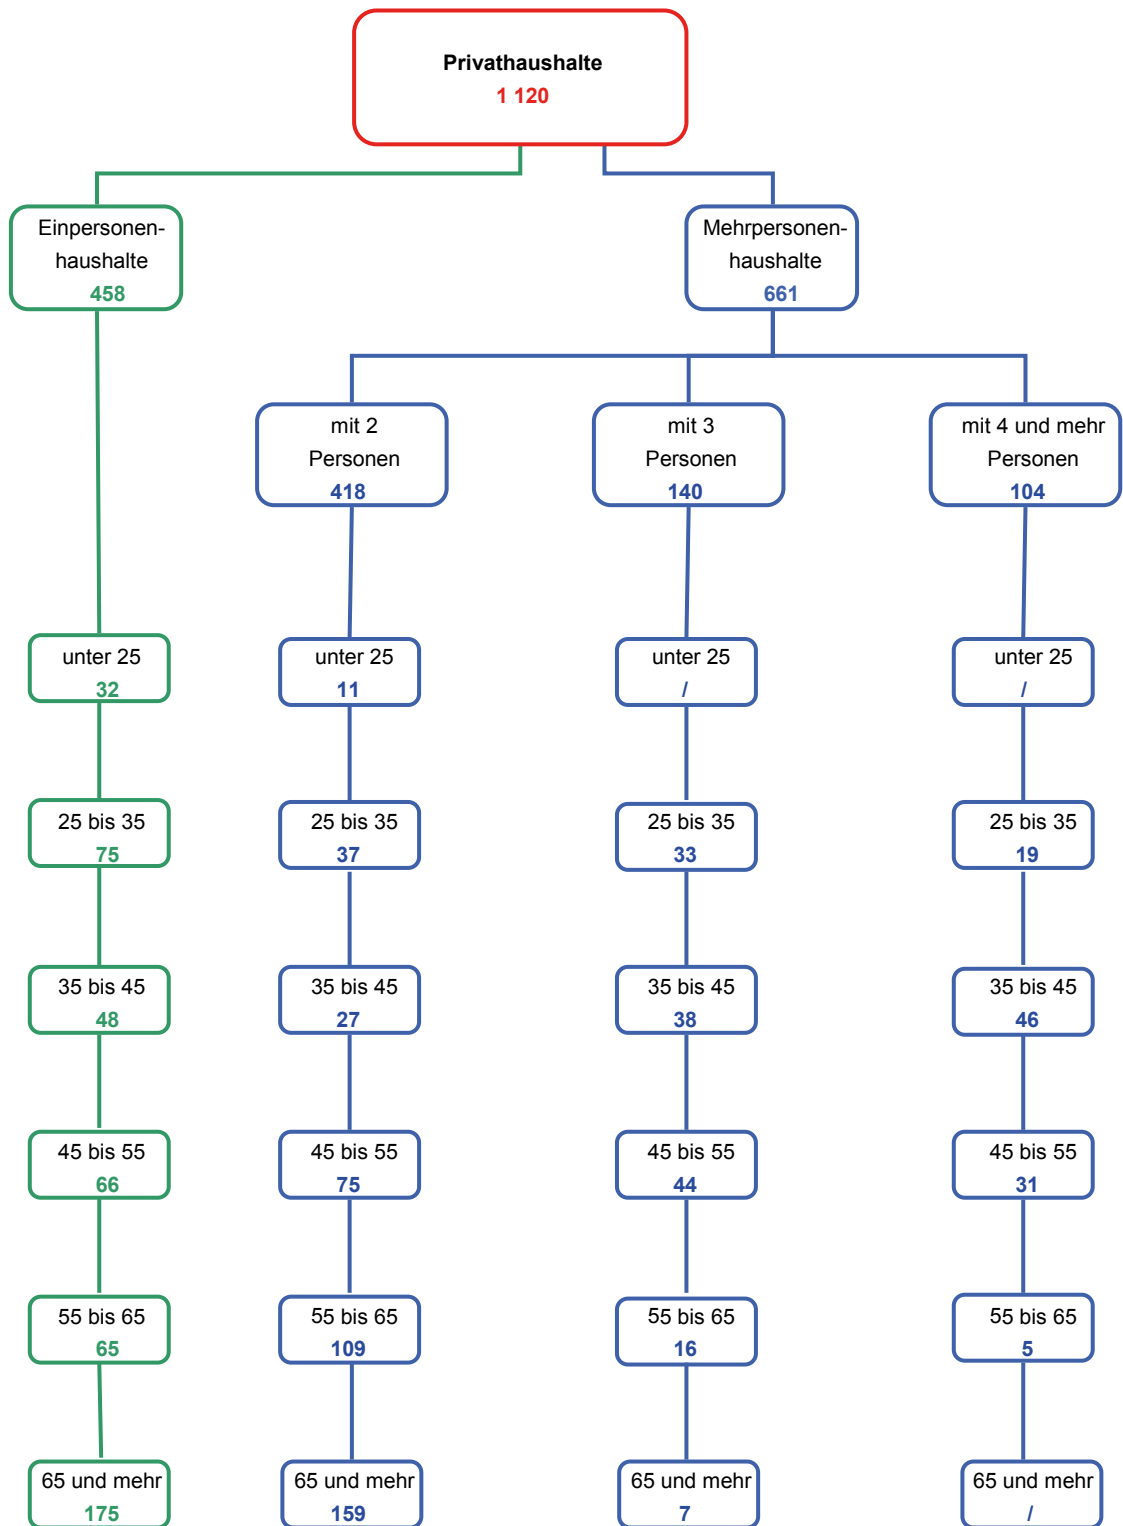 Privathaushalte
1 120
Einpersonen-
haushalte
458
Mehrpersonen-
haushalte
661
mit 2
Personen
418
mit 3
Personen
140
mit 4 und mehr
Personen
104
unter 25
32
unter 25
11
unter 25
/
unter 25
/
25 bis 35
75
25 bis 35
37
25 bis 35
33
25 bis 35
19
35 bis 45
48
35 bis 45
27
35 bis 45
38
35 bis 45
46
45 bis 55
66
45 bis 55
75
45 bis 55
44
45 bis 55
31
55 bis 65
65
55 bis 65
109
55 bis 65
16
55 bis 65
5
65 und mehr
175
65 und mehr
159
65 und mehr
7
65 und mehr
/